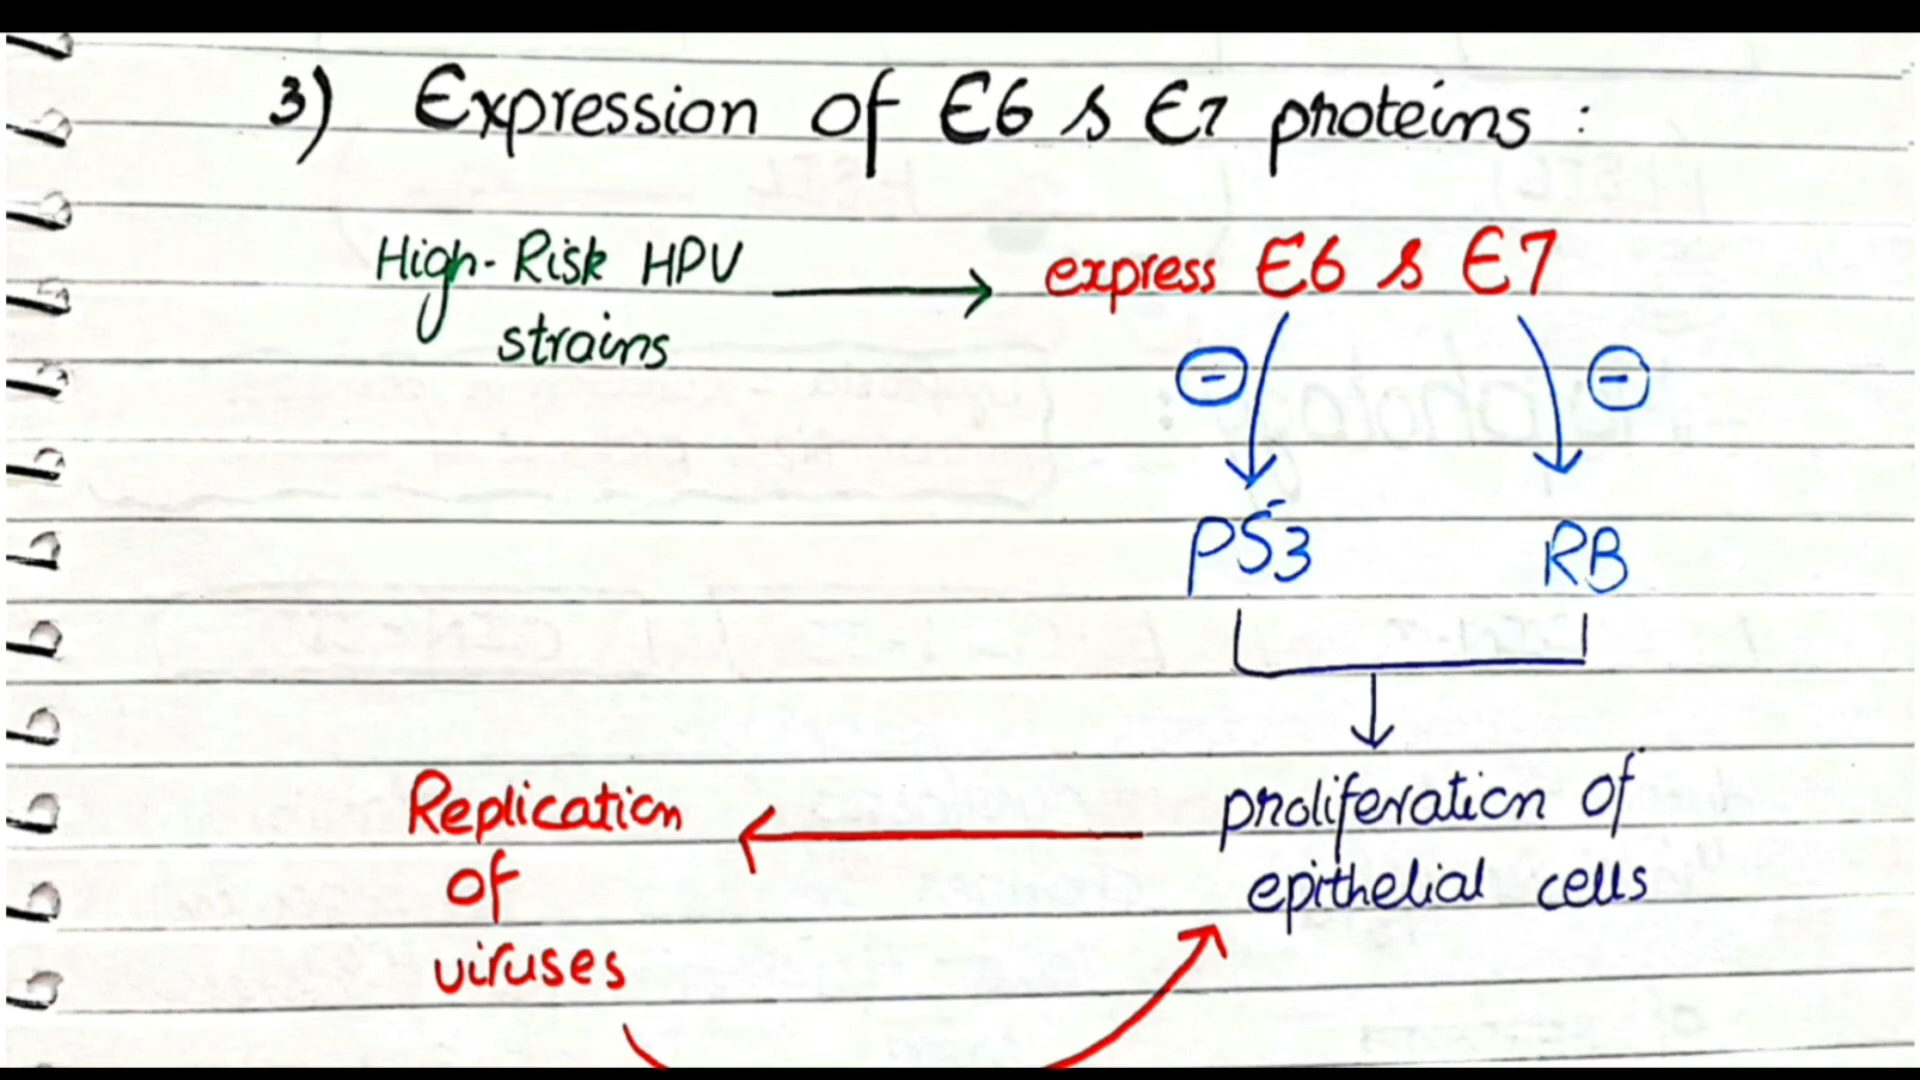 3) Expression of E6 & E7 proteins :
High-Risk HPV
strains
express E6 & E7
- -
P53 RB
proliferation of
epithelial cells
Replication
of
viruses